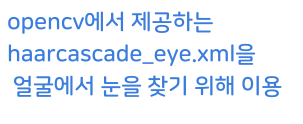 opencv에서 제공하는
haarcascade_eye.xml을
얼굴에서 눈을 찾기 위해 이용